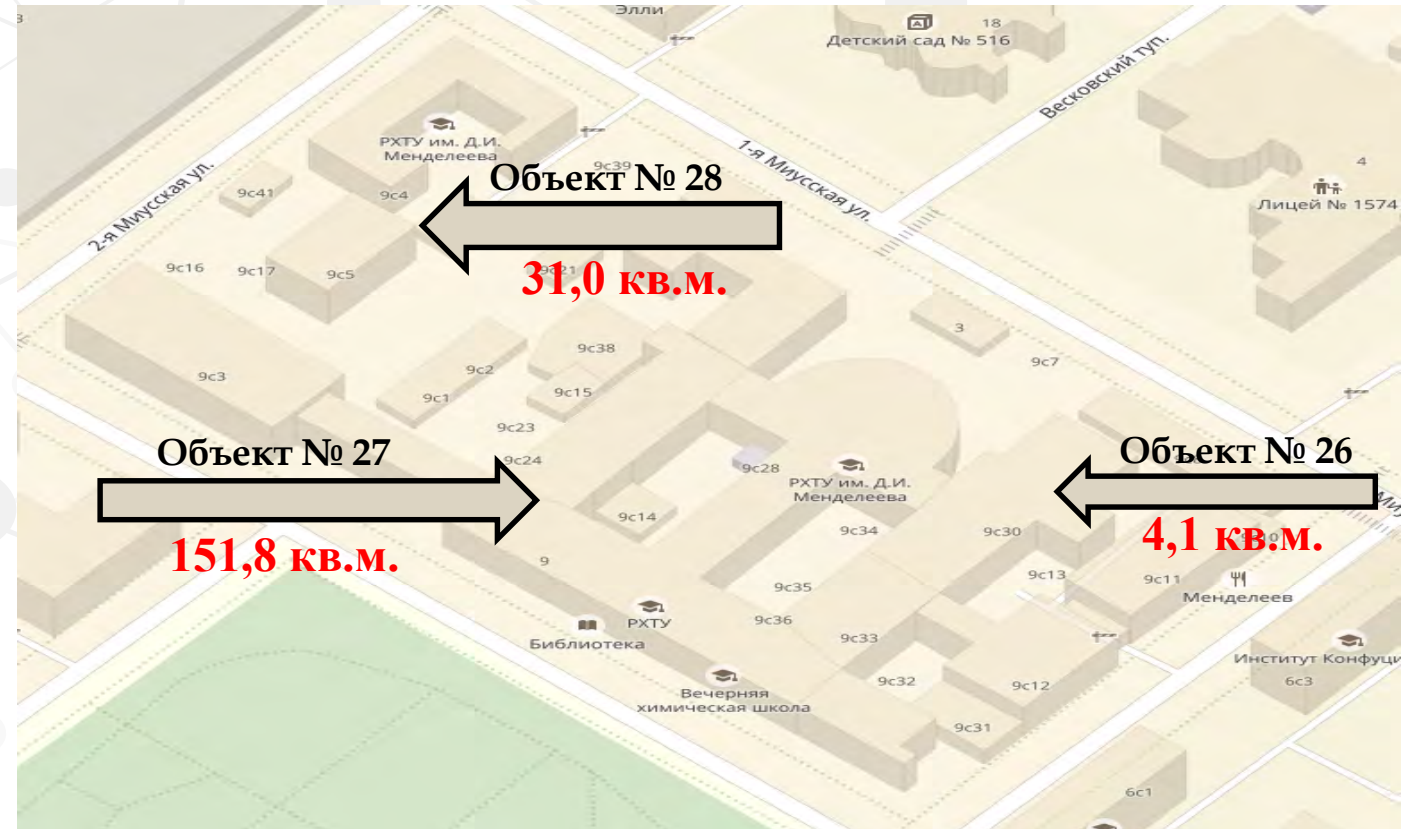 3
Элли
18
Детский сад № 516
Весковский туп.
РХТУ им. Д.И.
Менделеева
1-я Миусская ул.
9с39
4
Лицей № 1574
2-я Миусская ул.
9с41
9с4
Объект № 28
9с16
9с17
9с5
9с21
31,0 кв.м.
3
9с7
9с38
9с3
9с2
9с15
9с1
9с23
Объект № 27
9с24
9с28
РХТУ им. Д.И.
Менделеева
Объект № 26
9с14
9с34
9с30
151,8 кв.м.
4,1 кв.м.
9
9с35
9с13
9с11
Менделеев
РХТУ
Библиотека
9с36
9с33
Институт Конфуци
6с3
Вечерняя
химическая школа
9с32
9с12
9с31
6с1